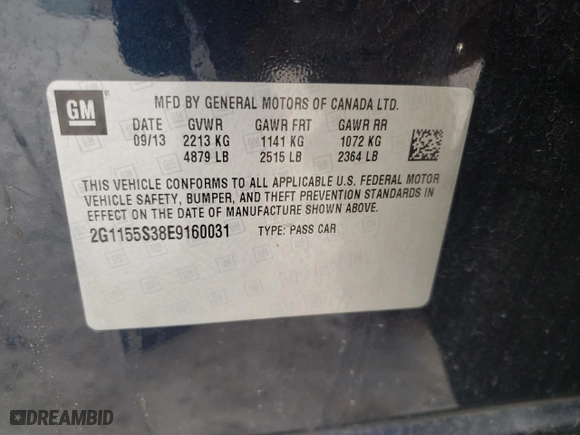 GM
MFD BY GENERAL MOTORS OF CANADA LTD.
DATE GVWR GAWR FRT GAWR RR
09/13 2213 KG 1141 KG 1072 KG
4879 LB 2515 LB 2364 LB
THIS VEHICLE CONFORMS TO ALL APPLICABLE U.S. FEDERAL MOTOR
VEHICLE SAFETY, BUMPER, AND THEFT PREVENTION STANDARDS IN
EFFECT ON THE DATE OF MANUFACTURE SHOWN ABOVE.
2G1155S38E9160031 TYPE: PASS CAR
DREAMBID